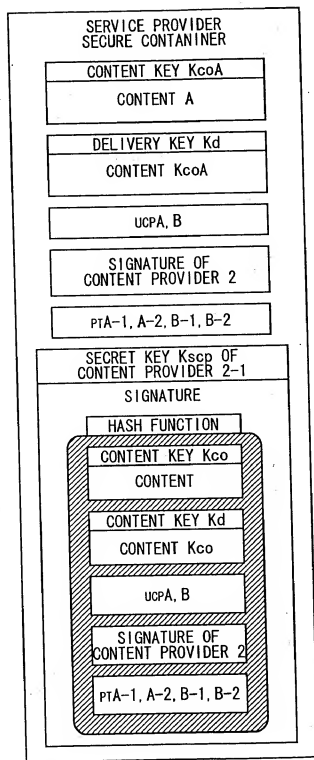 SERVICE PROVIDER
SECURE CONTANINER
CONTENT KEY KcoA
CONTENT A
DELIVERY KEY Kd
CONTENT KcoA
UCPA, B
SIGNATURE OF
CONTENT PROVIDER 2
PTA-1, A-2, B-1, B-2
SECRET KEY Kscp OF
CONTENT PROVIDER 2-1
SIGNATURE
HASH FUNCTION
CONTENT KEY Kco
CONTENT
CONTENT KEY Kd
CONTENT Kco
UCPA, B
SIGNATURE OF
CONTENT PROVIDER 2
PTA-1, A-2, B-1, B-2